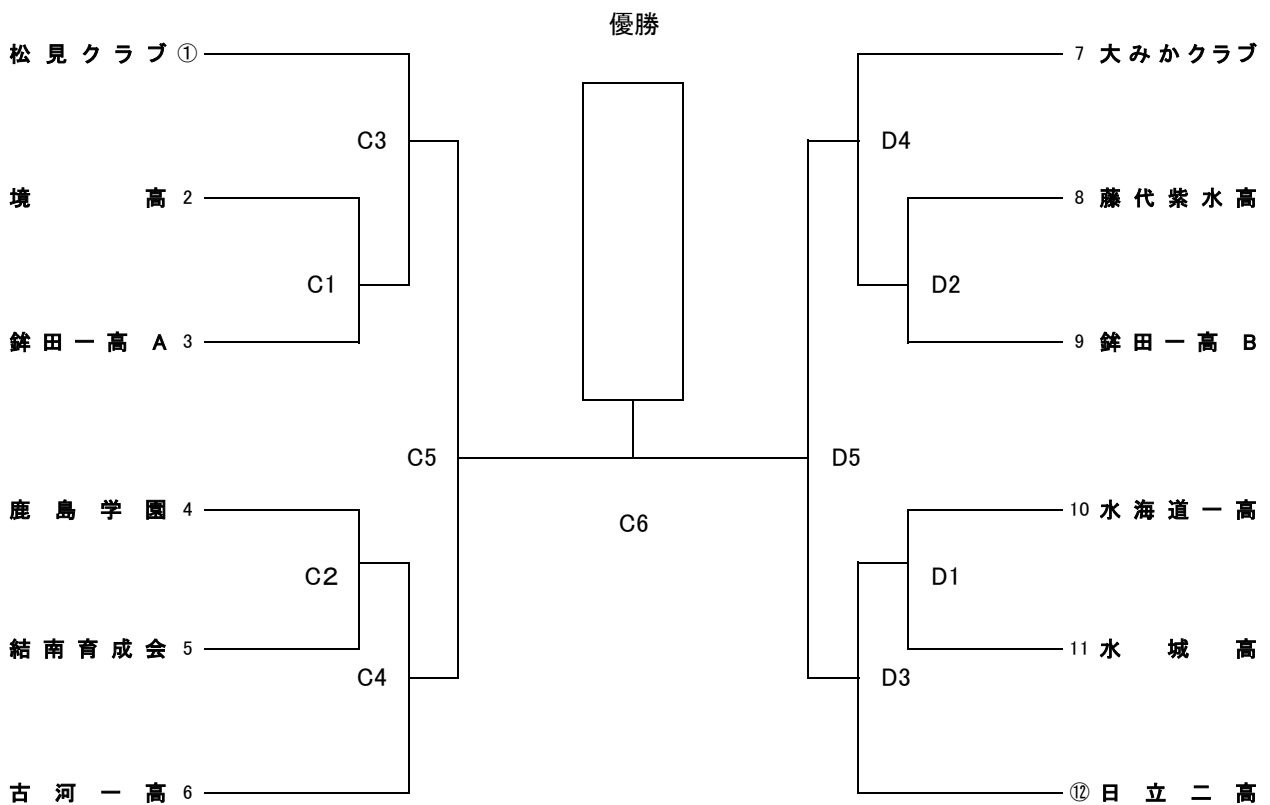 優勝
松見クラブ ①
7 大みかクラブ
C3
D4
境高 2
8 藤代紫水高
C1
D2
鉾田一高 A 3
9 鉾田一高 B
C5
D5
鹿島学園 4
10 水海道一高
C6
C2
D1
結南育成会 5
11 水城高
C4
D3
古河一高 6
⑫ 日立二高